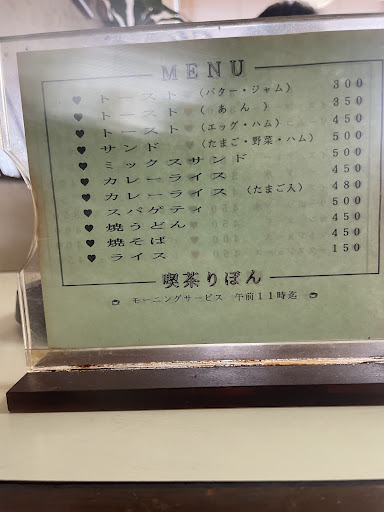 MENU
♥ トースト (バター・ジャム) 300
♥ トースト ( あん ) 350
♥ トースト (エッグ・ハム) 450
♥ サンド (たまご・野菜・ハム) 500
♥ ミックスサンド 500
♥ カレーライス 450
♥ カレーライス (たまご入) 480
♥ スパゲティ 500
♥ 焼うどん 450
♥ 焼そば 450
♥ ライス 150
喫茶りぼん
モーニングサービス 午前11時迄